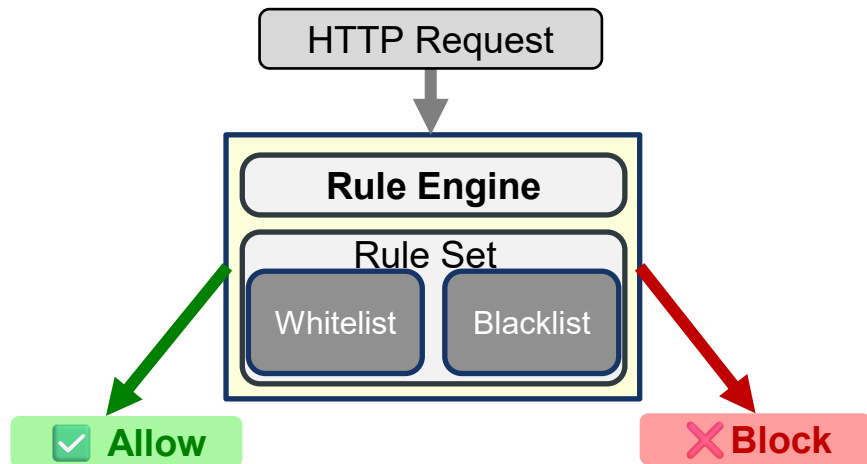 HTTP Request
Rule Engine
Rule Set
Whitelist
Blacklist
✅ Allow
❌ Block